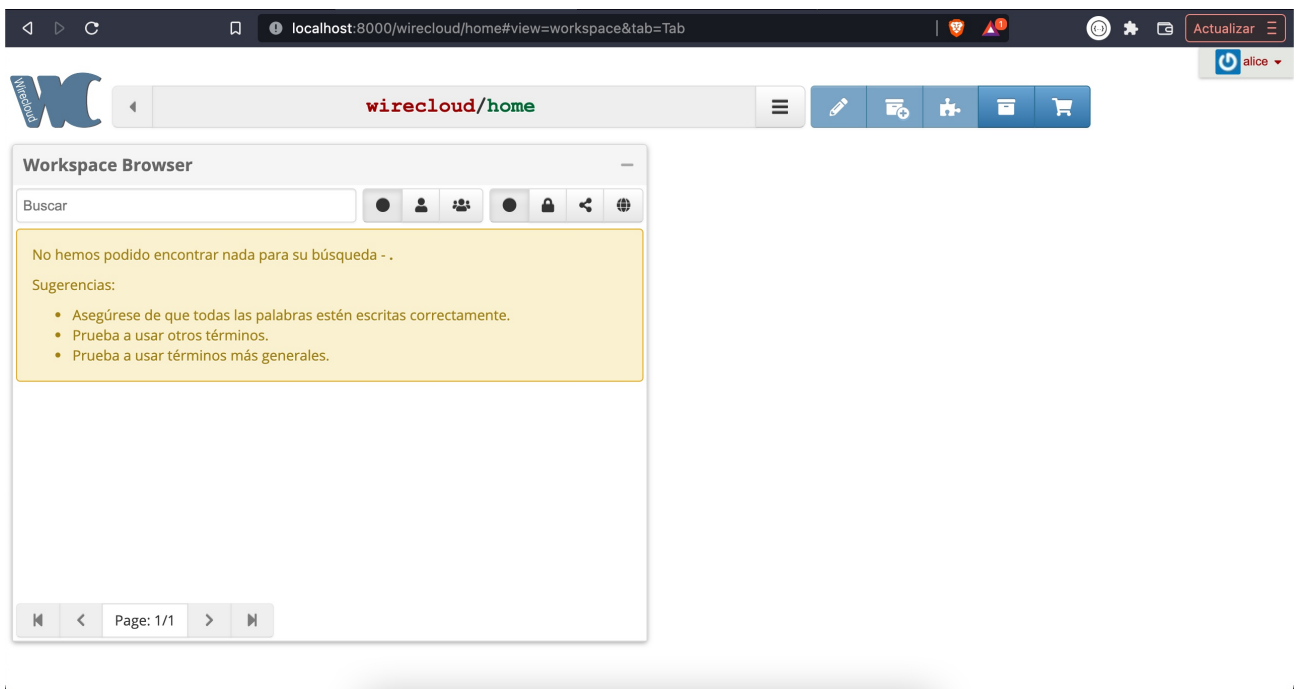 localhost:8000/wirecloud/home#view=workspace&tab=Tab
1
Actualizar
alice
Wirecloud
WC
wirecloud/home
Workspace Browser
Buscar
No hemos podido encontrar nada para su búsqueda - .
Sugerencias:
• Asegúrese de que todas las palabras estén escritas correctamente.
• Prueba a usar otros términos.
• Prueba a usar términos más generales.
Page: 1/1